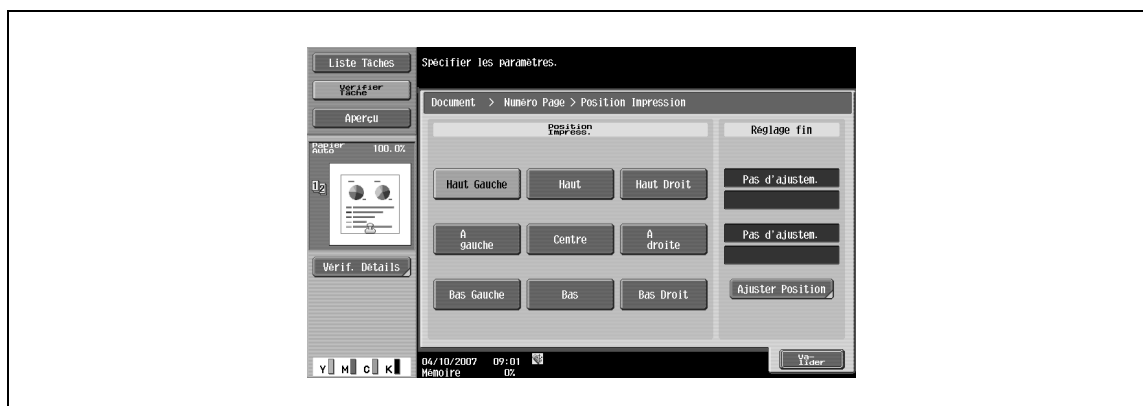 Liste Tâches
Vérifier
Tâche
Aperçu
Papier
Auto
100.0%
Vérif. Détails
Y M C K
Spécifier les paramètres.
Document > Numéro Page > Position Impression
Position
Impress.
Haut Gauche
Haut
Haut Droit
A
gauche
Centre
A
droite
Bas Gauche
Bas
Bas Droit
Réglage fin
Pas d'ajustem.
Pas d'ajustem.
Ajuster Position
04/10/2007 09:01
Mémoire 0%
Va-
lider